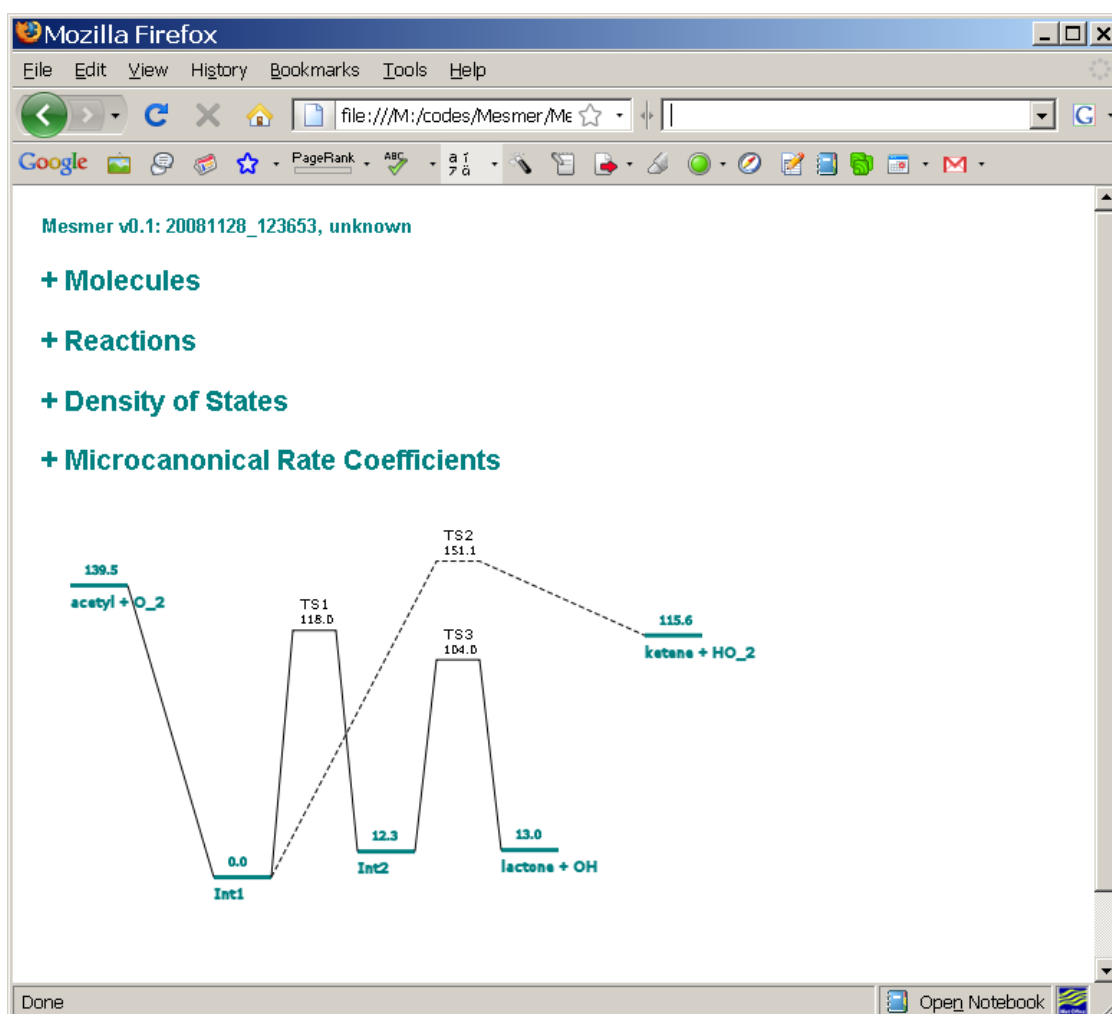 Mozilla Firefox
File Edit View History Bookmarks Tools Help
file:///M:/codes/Mesmer/Me
G
Google PageRank ABC
Mesmer v0.1: 20081128_123653, unknown
+ Molecules
+ Reactions
+ Density of States
+ Microcanonical Rate Coefficients
TS2
151.1
139.5
acetyl + O_2
TS1
118.0
115.6
ketene + HO_2
TS3
104.0
12.3
Int2
13.0
lactone + OH
0.0
Int1
Done Open Notebook